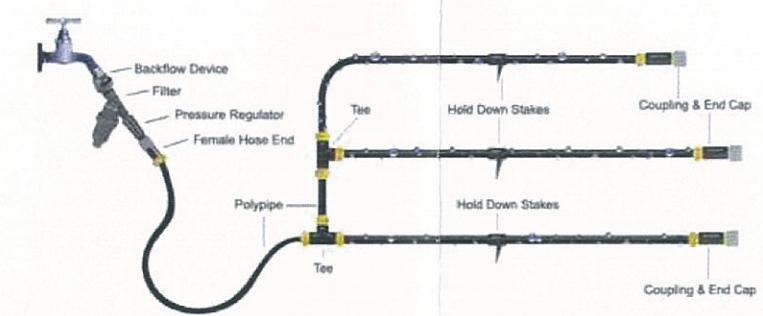 Backflow Device
Filter
Pressure Regulator
Female Hose End
Tee
Hold Down Stakes
Coupling & End Cap
Polypipe
Hold Down Stakes
Tee
Coupling & End Cap